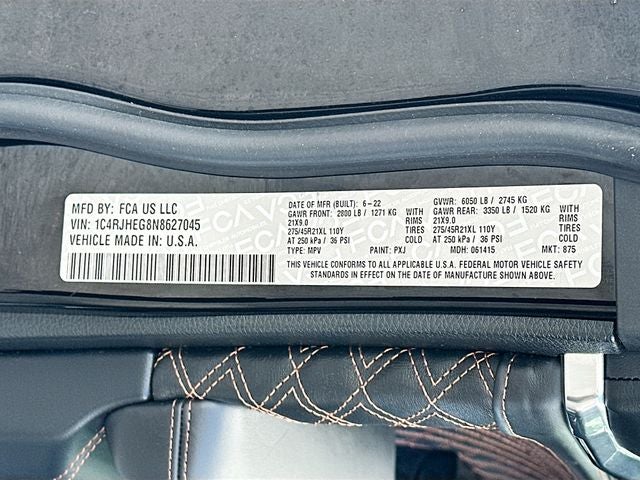 MFD BY: FCA US LLC
VIN: 1C4RJHEG8N8627045
VEHICLE MADE IN U.S.A.
DATE OF MFR (BUILT): 6-22 GVWR: 6050 LB / 2745 KG
GAWR FRONT: 2800 LB / 1271 KG WITH GAWR REAR: 3350 LB / 1520 KG WITH
21X9.0 RIMS 21X9.0 RIMS
275/45R21XL 110Y TIRES 275/45R21XL 110Y TIRES
AT 250 kPa / 36 PSI COLD AT 250 kPa / 36 PSI COLD
TYPE: MPV PAINT: PXJ MDH: 061415 MKT: 875
THIS VEHICLE CONFORMS TO ALL APPLICABLE U.S.A. FEDERAL MOTOR VEHICLE SAFETY
STANDARDS IN EFFECT ON THE DATE OF MANUFACTURE SHOWN ABOVE.